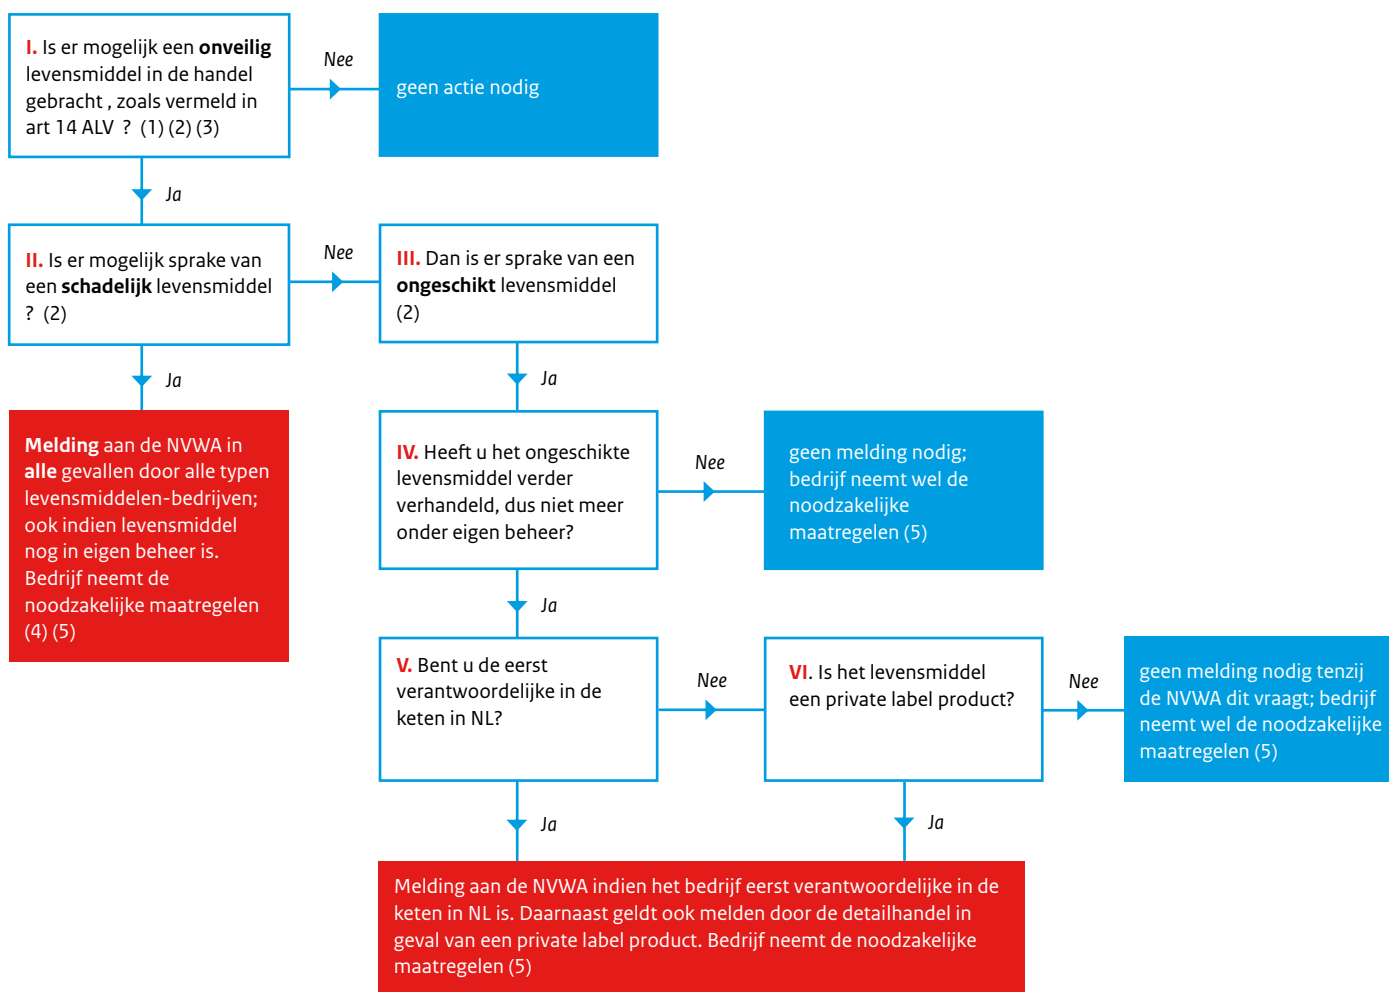 I. Is er mogelijk een onveilig
levensmiddel in de handel
gebracht , zoals vermeld in
art 14 ALV ? (1) (2) (3)
Nee
geen actie nodig
Ja
II. Is er mogelijk sprake van
een schadelijk levensmiddel
? (2)
Nee
III. Dan is er sprake van een
ongeschikt levensmiddel
(2)
Ja
Ja
Melding aan de NVWA in
alle gevallen door alle typen
levensmiddelen-bedrijven;
ook indien levensmiddel
nog in eigen beheer is.
Bedrijf neemt de
noodzakelijke maatregelen
(4) (5)
IV. Heeft u het ongeschikte
levensmiddel verder
verhandeld, dus niet meer
onder eigen beheer?
Nee
geen melding nodig;
bedrijf neemt wel de
noodzakelijke
maatregelen (5)
Ja
V. Bent u de eerst
verantwoordelijke in de
keten in NL?
Nee
VI. Is het levensmiddel
een private label product?
Nee
geen melding nodig tenzij
de NVWA dit vraagt; bedrijf
neemt wel de noodzakelijke
maatregelen (5)
Ja
Ja
Melding aan de NVWA indien het bedrijf eerst verantwoordelijke in de
keten in NL is. Daarnaast geldt ook melden door de detailhandel in
geval van een private label product. Bedrijf neemt de noodzakelijke
maatregelen (5)